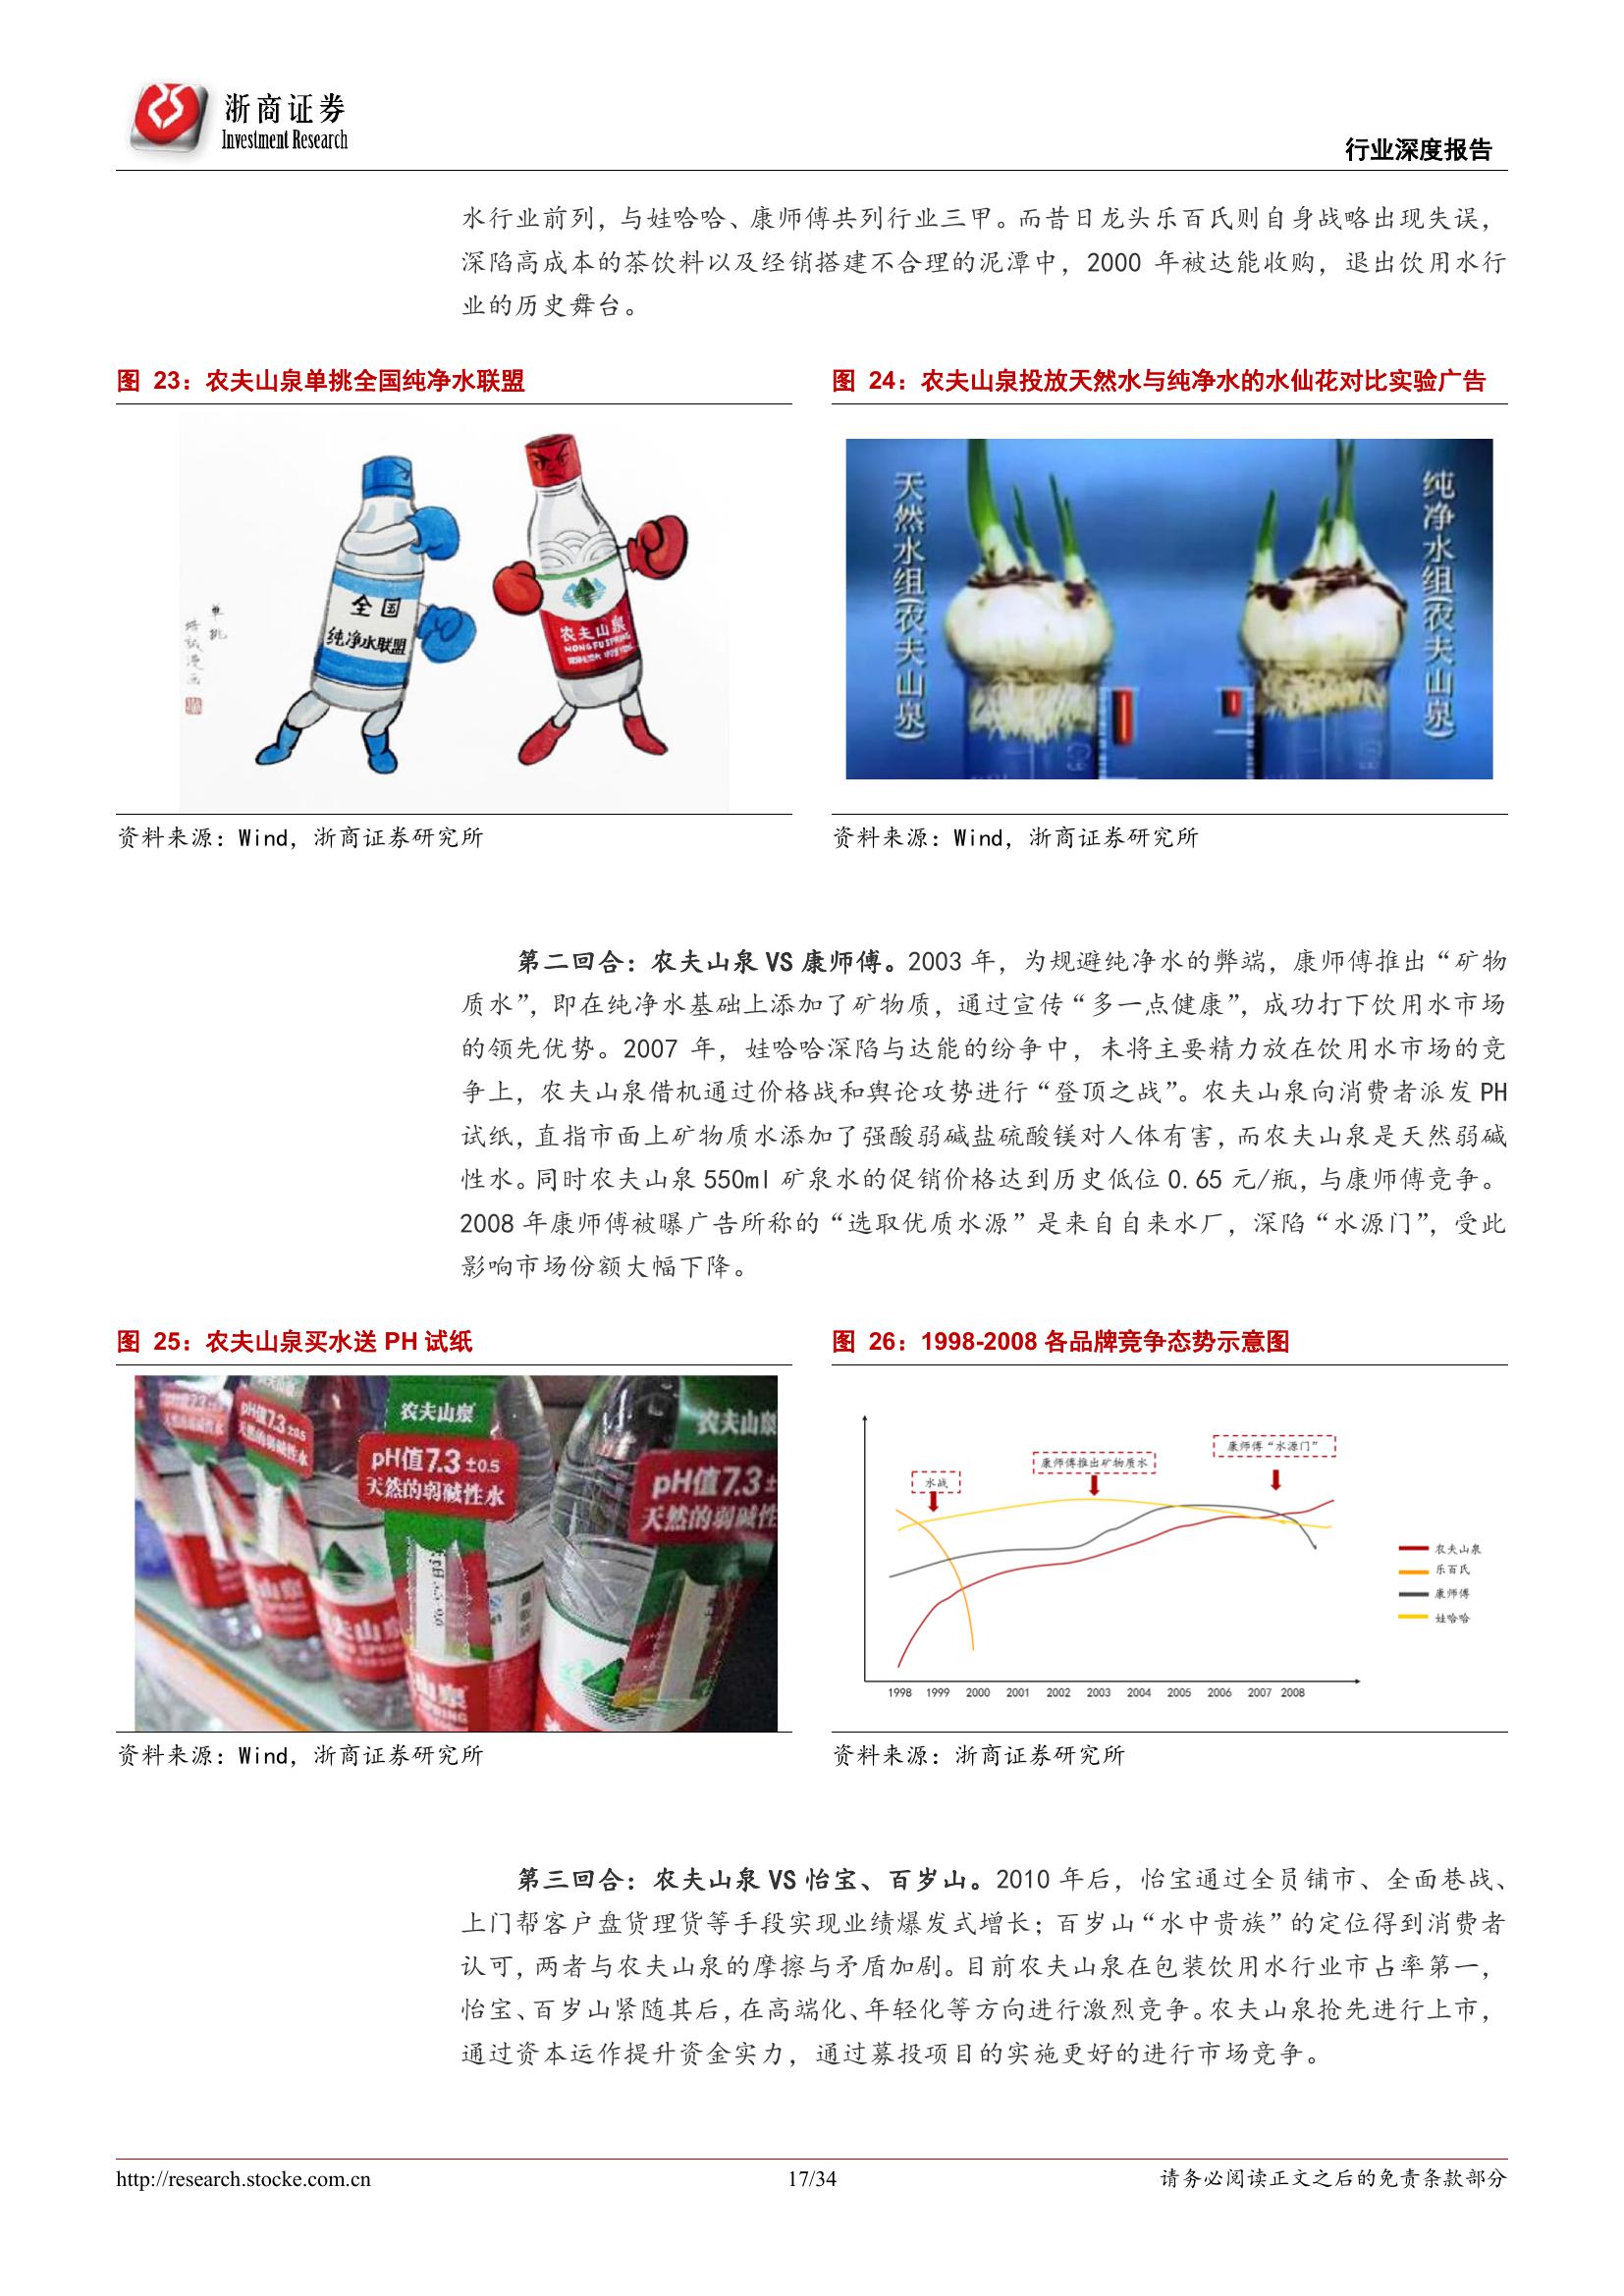 浙商证券
Investment Research
行业深度报告
水行业前列，与娃哈哈、康师傅共列行业三甲。而昔日龙头乐百氏则自身战略出现失误，
深陷高成本的茶饮料以及经销搭建不合理的泥潭中，2000 年被达能收购，退出饮用水行
业的历史舞台。
图 23：农夫山泉单挑全国纯净水联盟
图 24：农夫山泉投放天然水与纯净水的水仙花对比实验广告
全国
纯净水联盟
农夫山泉
NONGFU SPRING
单挑
天然水组(农夫山泉)
纯净水组(农夫山泉)
资料来源：Wind，浙商证券研究所
资料来源：Wind，浙商证券研究所
第二回合：农夫山泉 VS 康师傅。2003 年，为规避纯净水的弊端，康师傅推出“矿物
质水”，即在纯净水基础上添加了矿物质，通过宣传“多一点健康”，成功打下饮用水市场
的领先优势。2007 年，娃哈哈深陷与达能的纷争中，未将主要精力放在饮用水市场的竞
争上，农夫山泉借机通过价格战和舆论攻势进行“登顶之战”。农夫山泉向消费者派发 PH
试纸，直指市面上矿物质水添加了强酸弱碱盐硫酸镁对人体有害，而农夫山泉是天然弱碱
性水。同时农夫山泉 550ml 矿泉水的促销价格达到历史低位 0.65 元/瓶，与康师傅竞争。
2008 年康师傅被曝广告所称的“选取优质水源”是来自自来水厂，深陷“水源门”，受此
影响市场份额大幅下降。
图 25：农夫山泉买水送 PH 试纸
图 26：1998-2008 各品牌竞争态势示意图
pH值7.3±0.5
天然的弱碱性水
农夫山泉
pH值7.3±0.5
天然的弱碱性水
农夫山泉
pH值7.3±
天然的弱碱性
水战
康师傅推出矿物质水
康师傅“水源门”
农夫山泉
乐百氏
康师傅
娃哈哈
1998 1999 2000 2001 2002 2003 2004 2005 2006 2007 2008
资料来源：Wind，浙商证券研究所
资料来源：浙商证券研究所
第三回合：农夫山泉 VS 怡宝、百岁山。2010 年后，怡宝通过全员铺市、全面巷战、
上门帮客户盘货理货等手段实现业绩爆发式增长；百岁山“水中贵族”的定位得到消费者
认可，两者与农夫山泉的摩擦与矛盾加剧。目前农夫山泉在包装饮用水行业市占率第一，
怡宝、百岁山紧随其后，在高端化、年轻化等方向进行激烈竞争。农夫山泉抢先进行上市，
通过资本运作提升资金实力，通过募投项目的实施更好的进行市场竞争。
http://research.stocke.com.cn
17/34
请务必阅读正文之后的免责条款部分